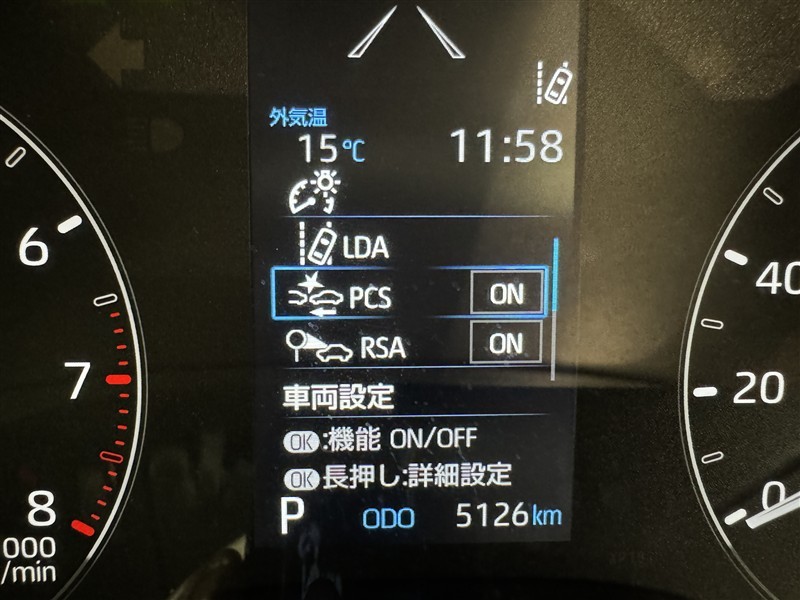 外気温
15℃ 11:58
LDA
PCS ON
RSA ON
車両設定
OK:機能 ON/OFF
OK長押し:詳細設定
P ODO 5126km
6
7
8
000
/min
40
20
0